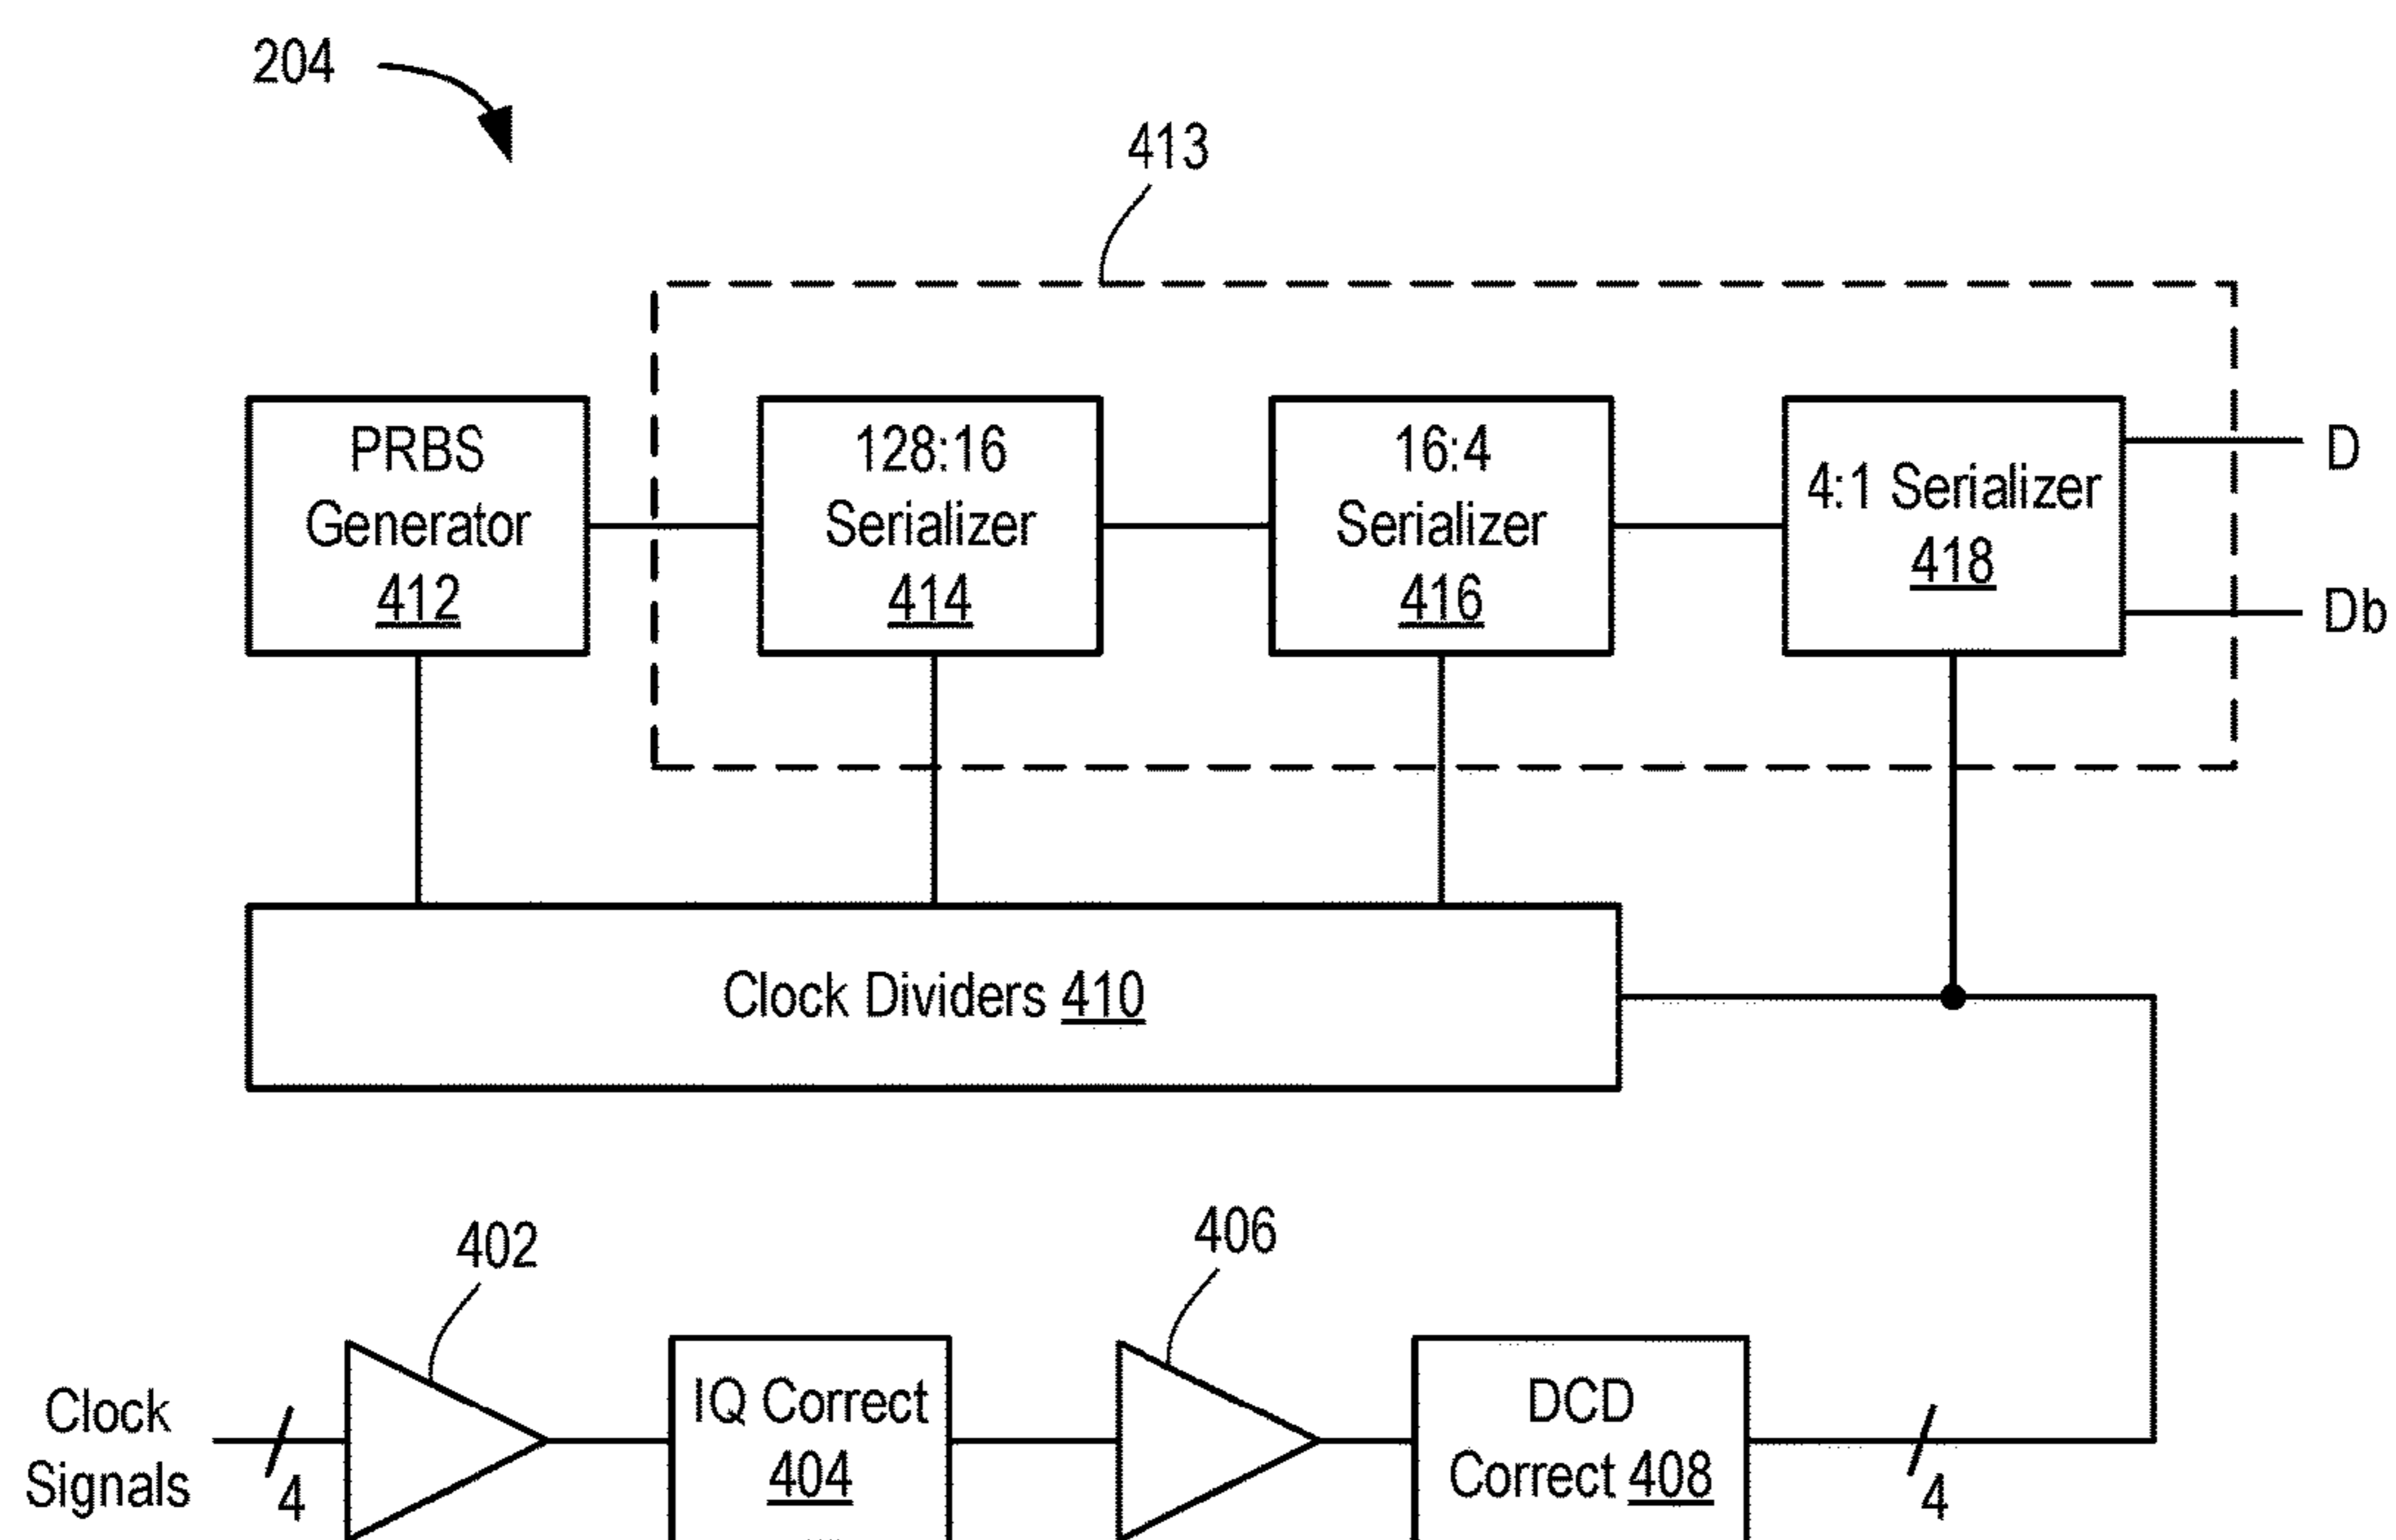 204
413
PRBS
Generator
412
128:16
Serializer
414
16:4
Serializer
416
4:1 Serializer
418
D
Db
Clock Dividers 410
402
406
Clock
Signals
4
IQ Correct
404
DCD
Correct 408
4